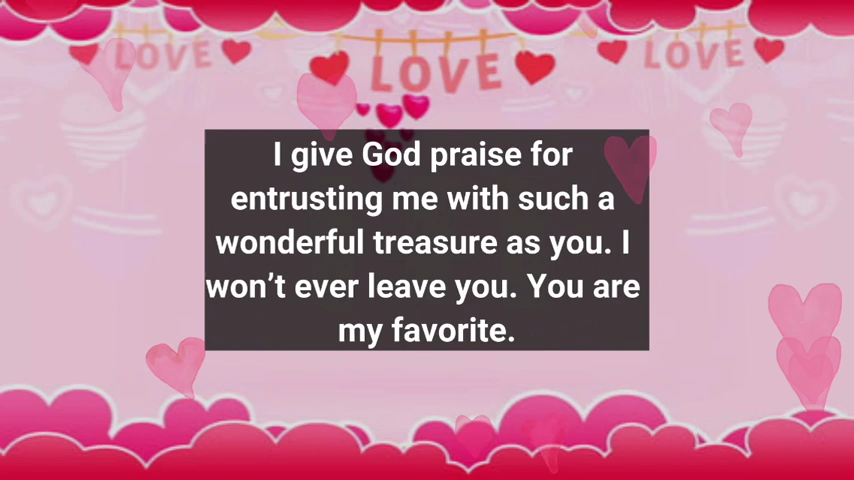 LOVE LOVE LOVE
I give God praise for
entrusting me with such a
wonderful treasure as you. I
won’t ever leave you. You are
my favorite.